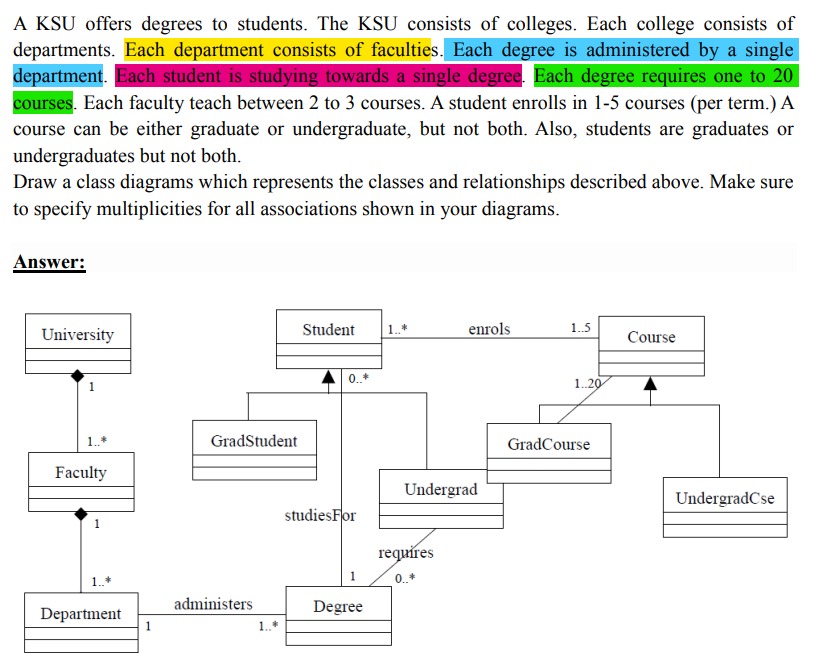 A KSU offers degrees to students. The KSU consists of colleges. Each college consists of
departments. Each department consists of faculties. Each degree is administered by a single
department. Each student is studying towards a single degree. Each degree requires one to 20
courses. Each faculty teach between 2 to 3 courses. A student enrolls in 1-5 courses (per term.) A
course can be either graduate or undergraduate, but not both. Also, students are graduates or
undergraduates but not both.
Draw a class diagrams which represents the classes and relationships described above. Make sure
to specify multiplicities for all associations shown in your diagrams.
Answer:
University
Student
1..*
enrols
1..5
Course
1
0..*
1..20
1..*
GradStudent
GradCourse
Faculty
Undergrad
UndergradCse
1
studiesFor
requires
1..*
1
0..*
Department
administers
Degree
1
1..*